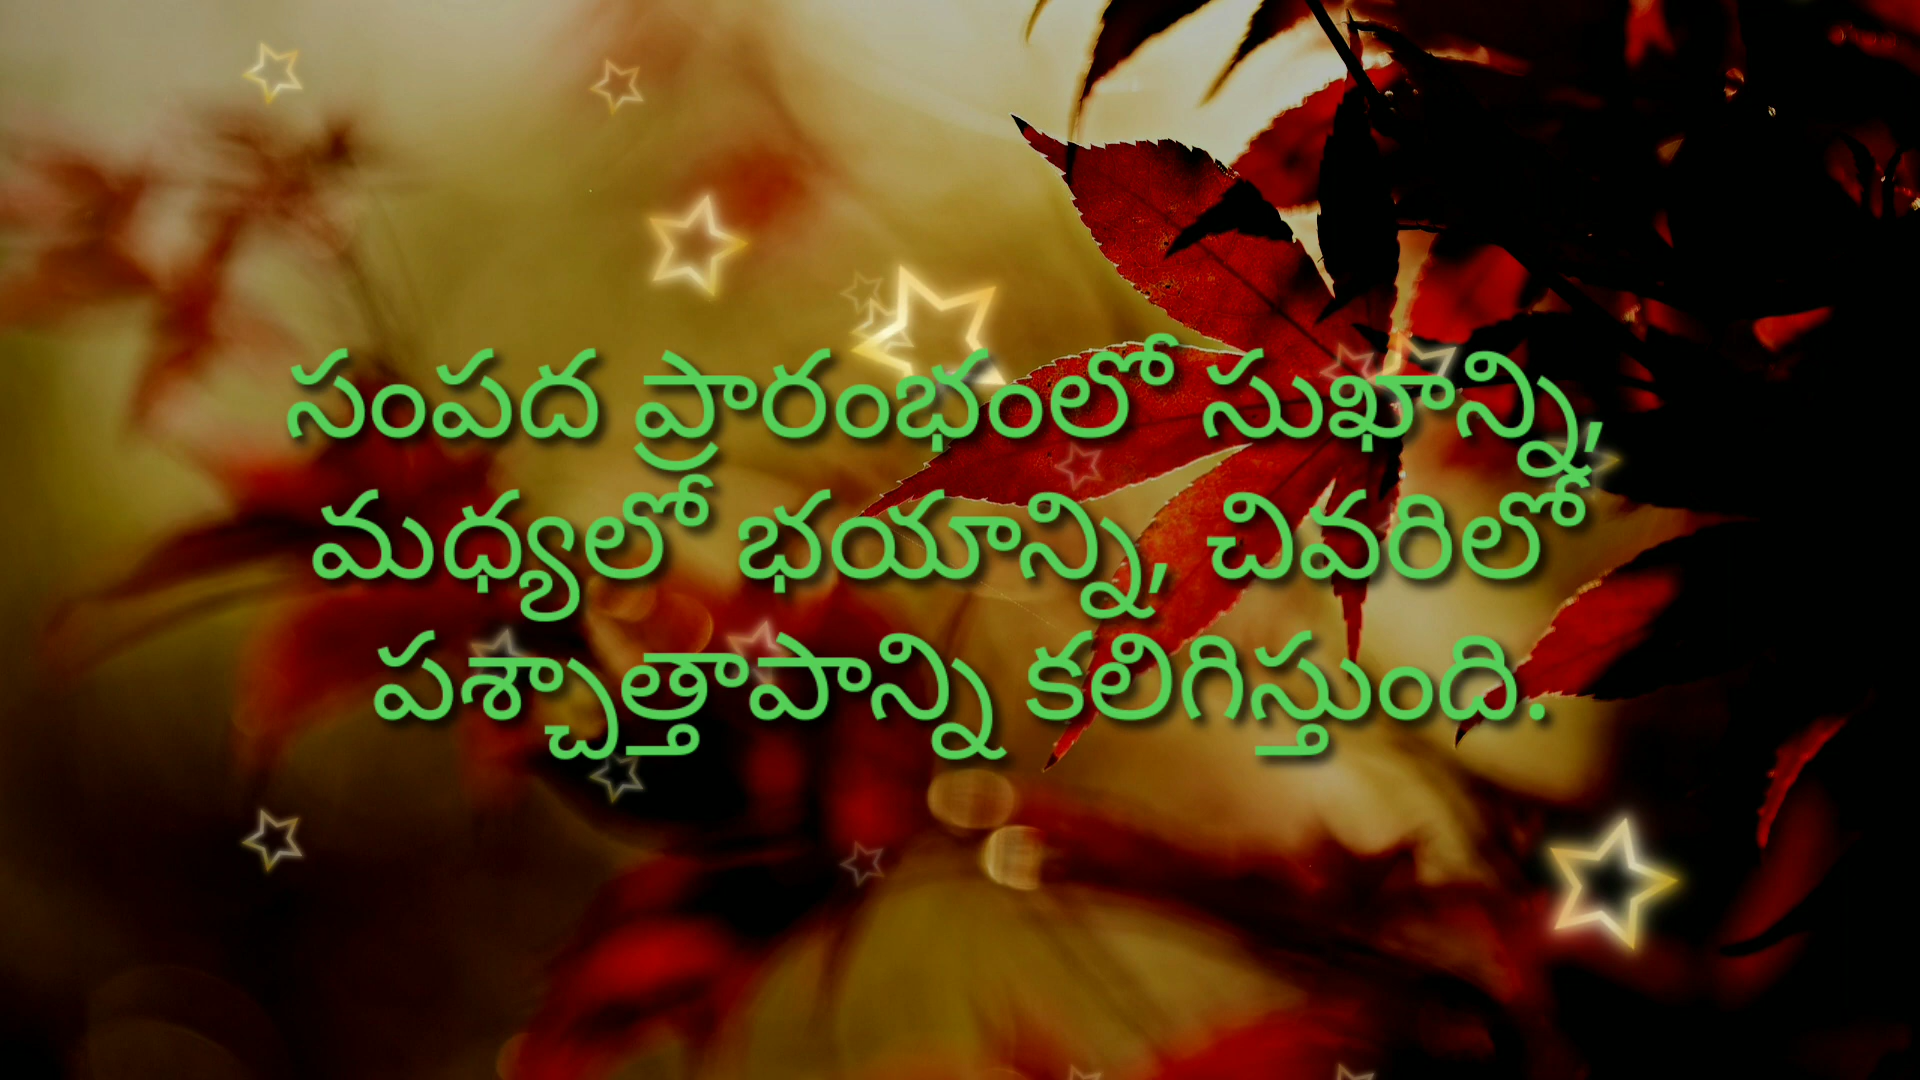 సంపద ప్రారంభంలో సుఖాన్ని,
మధ్యలో భయాన్ని, చివరిలో
పశ్చాత్తాపాన్ని కలిగిస్తుంది.